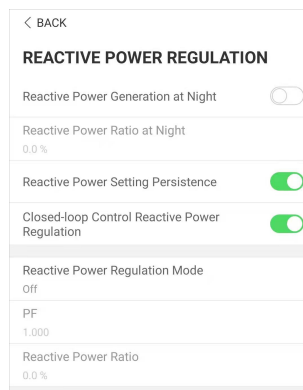 BACK
REACTIVE POWER REGULATION
Reactive Power Generation at Night
Reactive Power Ratio at Night
0.0 %
Reactive Power Setting Persistence
Closed-loop Control Reactive Power
Regulation
Reactive Power Regulation Mode
Off
PF
1.000
Reactive Power Ratio
0.0 %